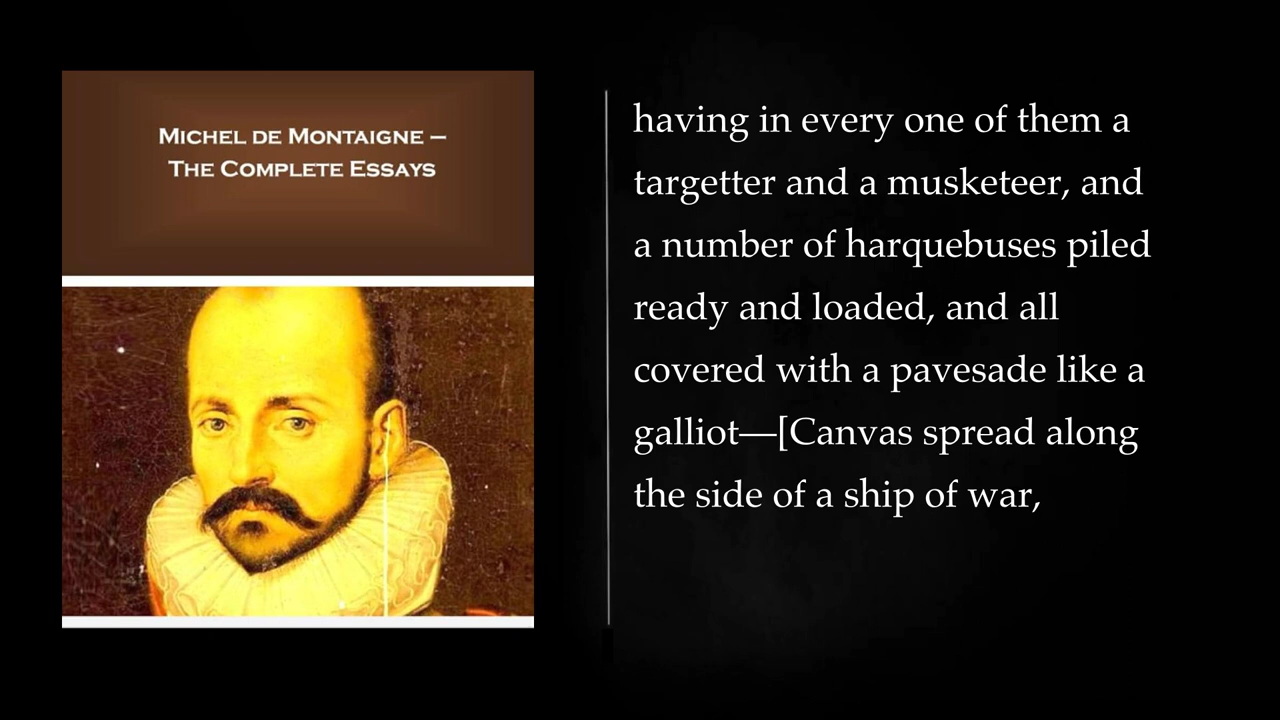 MICHEL DE MONTAIGNE –
THE COMPLETE ESSAYS
having in every one of them a
targetter and a musketeer, and
a number of harquebuses piled
ready and loaded, and all
covered with a pavesade like a
galliot—[Canvas spread along
the side of a ship of war,